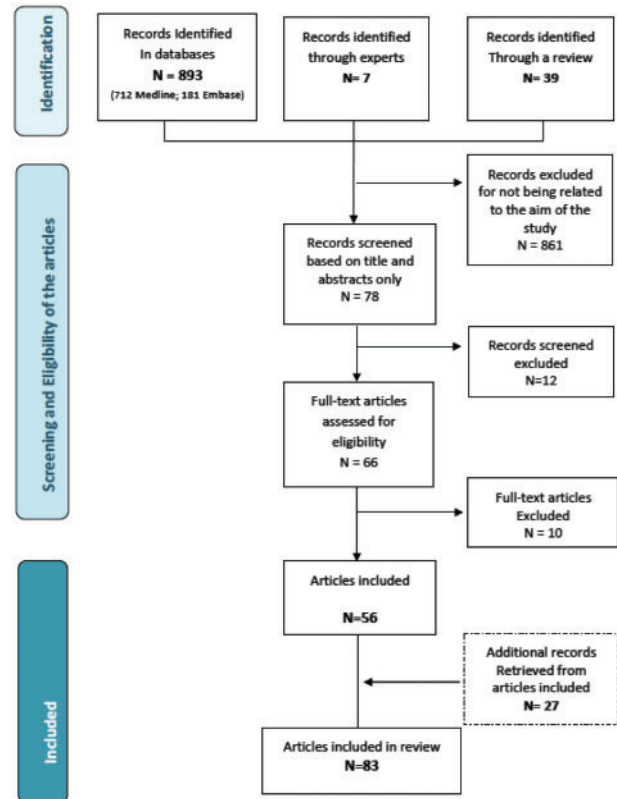 Identification
Records Identified
In databases
N = 893
(712 Medline; 181 Embase)
Records identified
through experts
N= 7
Records identified
Through a review
N= 39
Records excluded
for not being related
to the aim of the
study
N = 861
Screening and Eligibility of the articles
Records screened
based on title and
abstracts only
N = 78
Records screened
excluded
N=12
Full-text articles
assessed for
eligibility
N = 66
Full-text articles
Excluded
N = 10
Included
Articles included
N=56
Additional records
Retrieved from
articles included
N= 27
Articles included in review
N=83